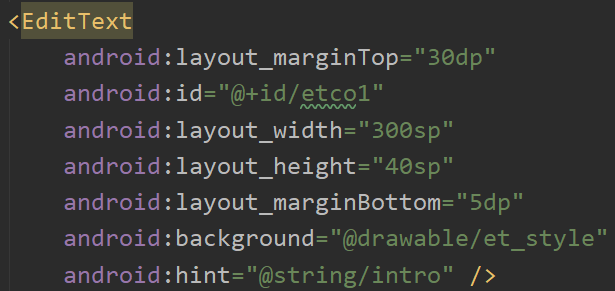 <EditText
android:layout_marginTop="30dp"
android:id="@+id/etco1"
android:layout_width="300sp"
android:layout_height="40sp"
android:layout_marginBottom="5dp"
android:background="@drawable/et_style"
android:hint="@string/intro" />